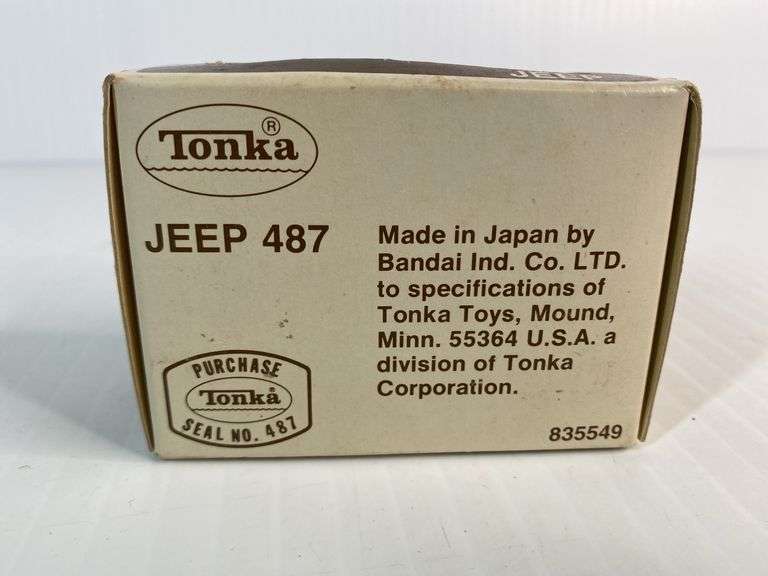 JEEP
Tonka®
JEEP 487
Made in Japan by
Bandai Ind. Co. LTD.
to specifications of
Tonka Toys, Mound,
Minn. 55364 U.S.A. a
division of Tonka
Corporation.
PURCHASE
Tonka
SEAL NO. 487
835549